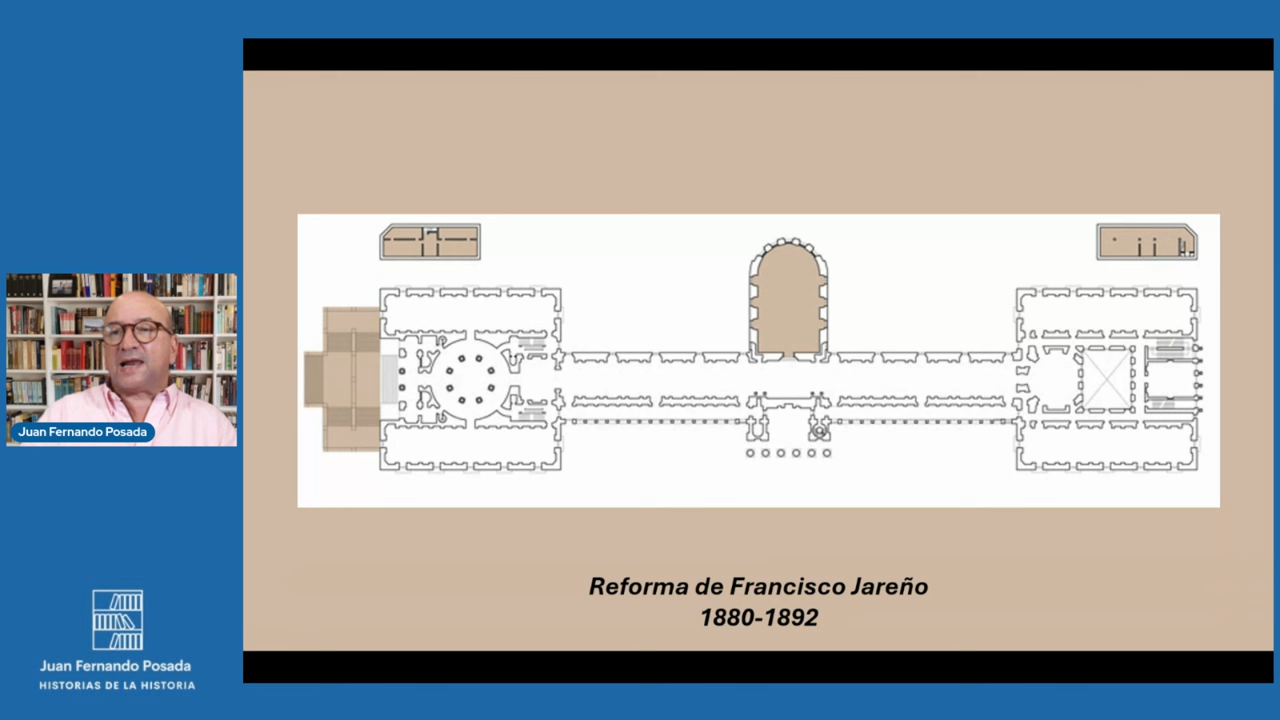 Juan Fernando Posada
Reforma de Francisco Jareño
1880-1892
Juan Fernando Posada
HISTORIAS DE LA HISTORIA